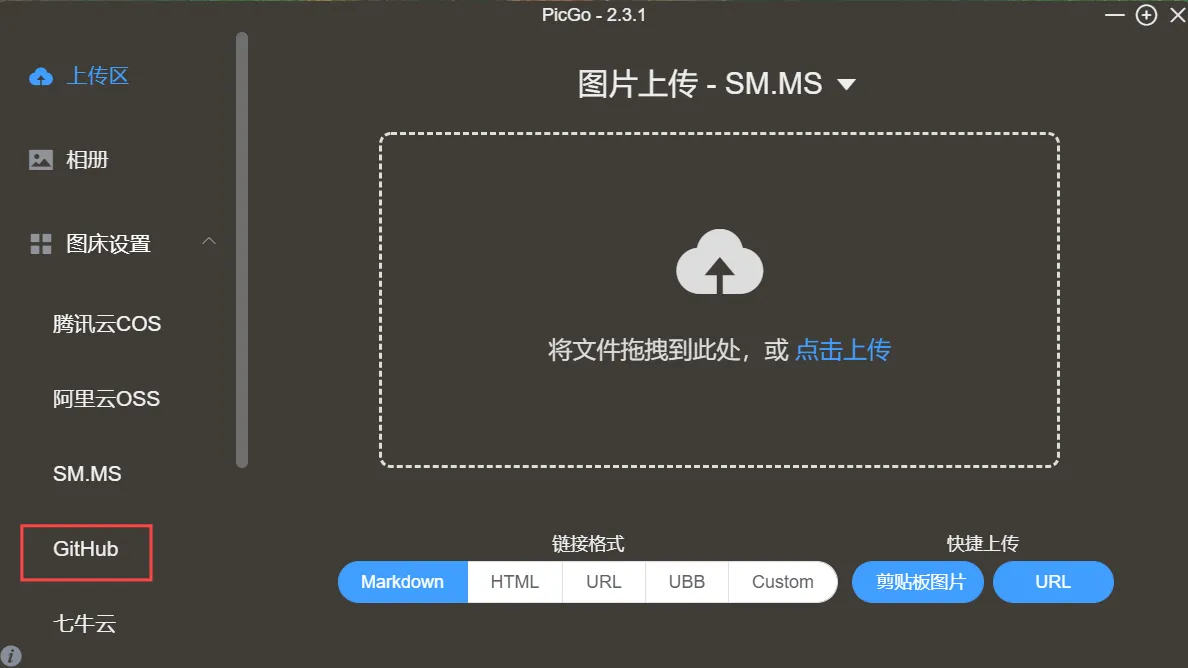 PicGo - 2.3.1
上传区
相册
图床设置
腾讯云COS
阿里云OSS
SM.MS
GitHub
七牛云
图片上传 - SM.MS
将文件拖拽到此处，或 点击上传
链接格式
Markdown HTML URL UBB Custom
快捷上传
剪贴板图片 URL